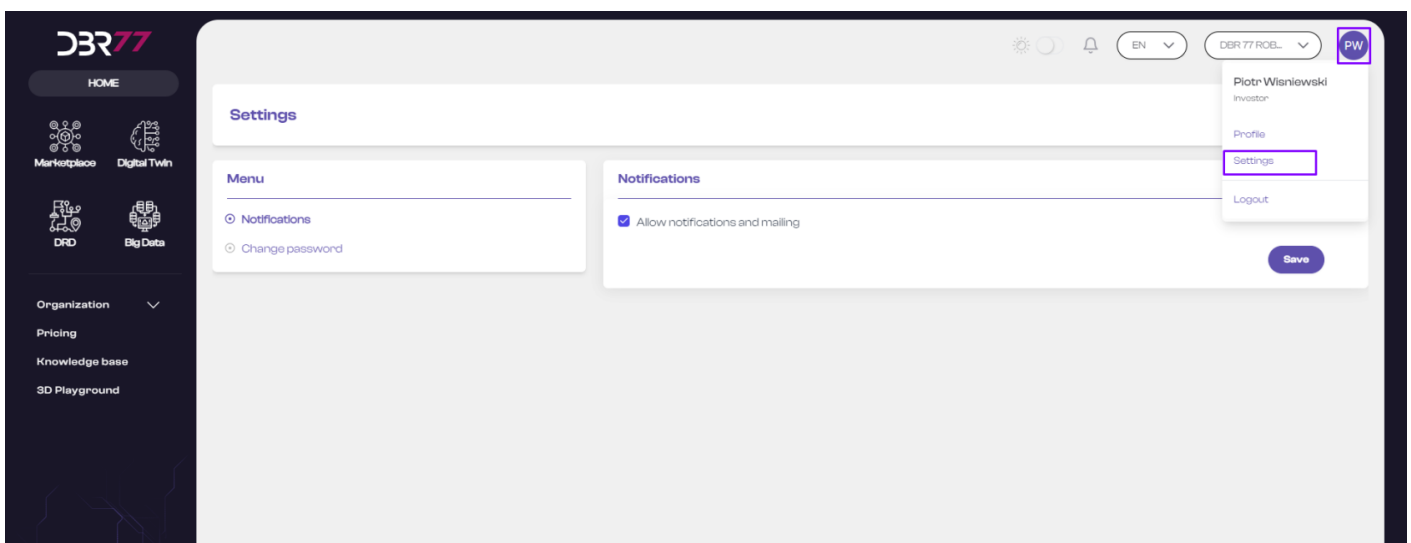 DBR77
HOME
Marketplace
Digital Twin
DRD
Big Data
Organization
Pricing
Knowledge base
3D Playground
EN
DBR 77 ROB...
PW
Piotr Wisniewski
Investor
Profile
Settings
Logout
Settings
Menu
Notifications
Change password
Notifications
Allow notifications and mailing
Save